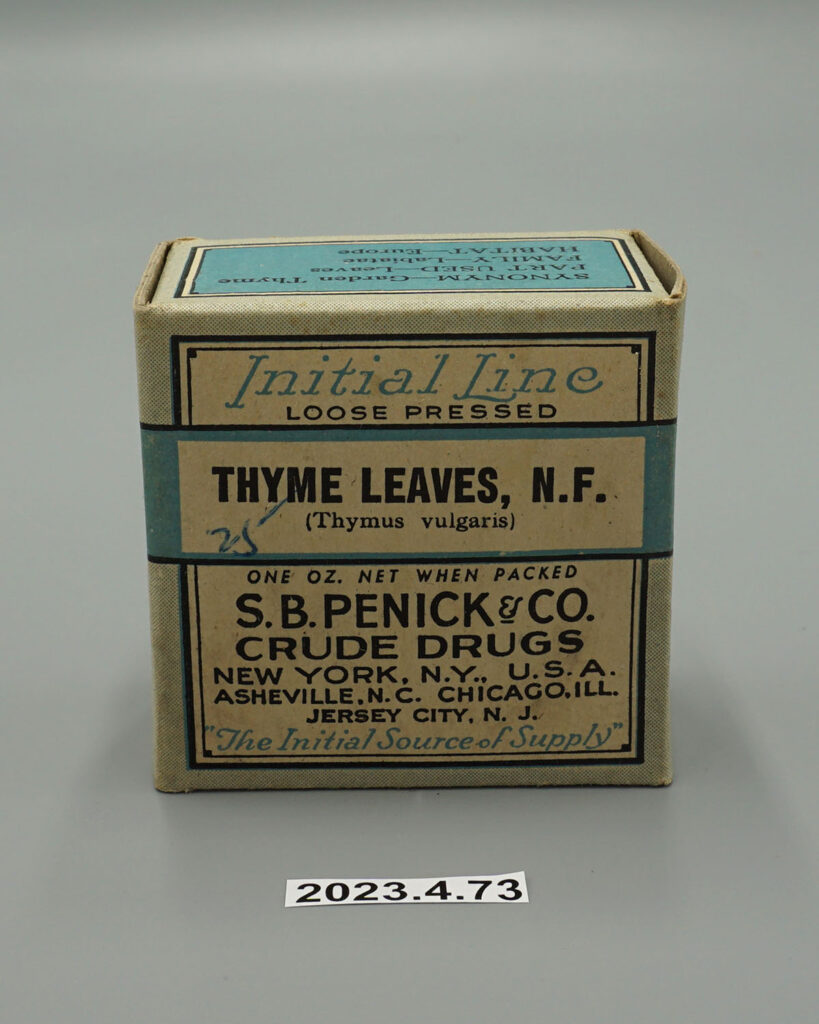 SYNONYM—Garden Thyme
PART USED—Leaves
FAMILY—Labiatae
HABITAT—Europe
Initial Line
LOOSE PRESSED
THYME LEAVES, N.F.
(Thymus vulgaris)
25
ONE OZ. NET WHEN PACKED
S.B. PENICK & CO.
CRUDE DRUGS
NEW YORK, N.Y., U.S.A.
ASHEVILLE, N.C. CHICAGO, ILL.
JERSEY CITY, N. J.
"The Initial Source of Supply"
2023.4.73